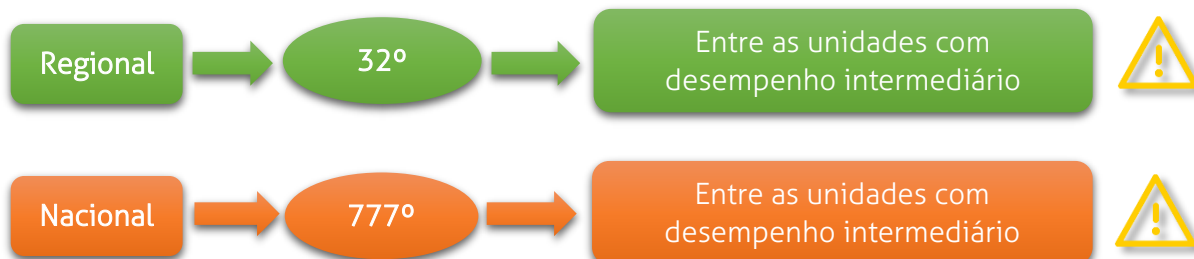 Regional
32º
Entre as unidades com
desempenho intermediário
Nacional
777º
Entre as unidades com
desempenho intermediário